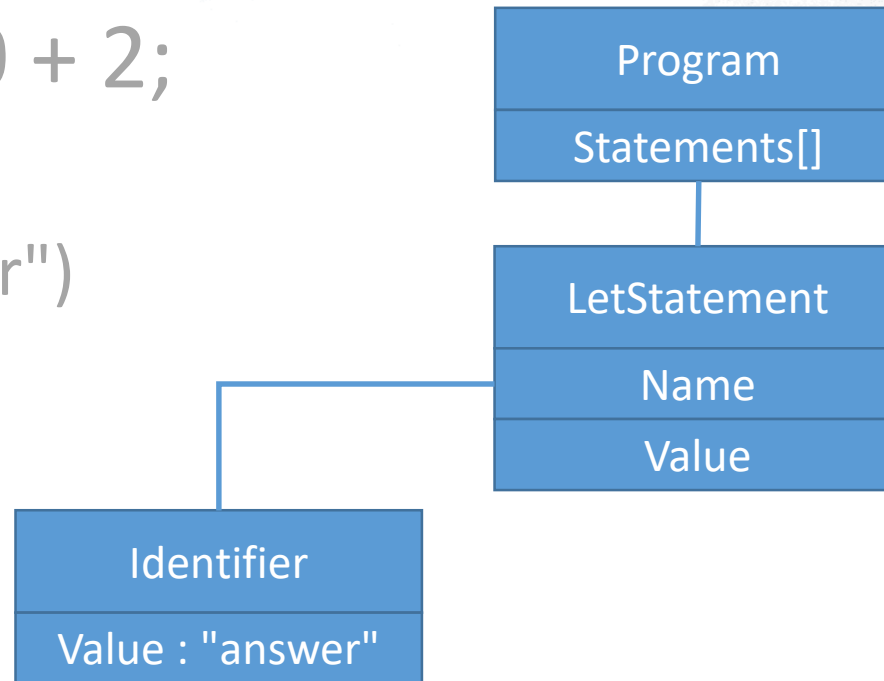 ) + 2;
r")
Program
Statements[]
LetStatement
Name
Value
Identifier
Value : "answer"